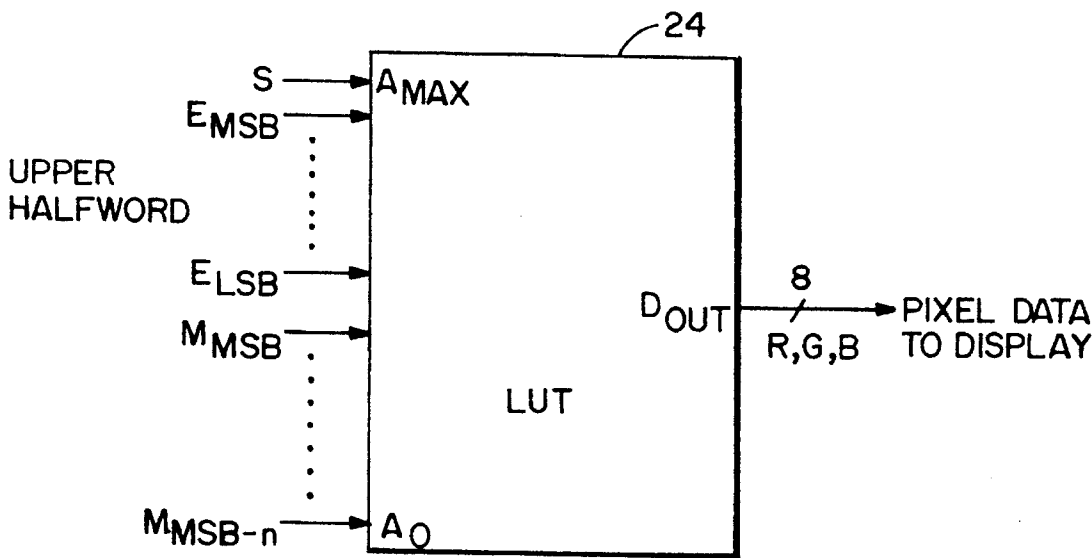 24
S
A_MAX
E_MSB
UPPER
HALFWORD
E_LSB
M_MSB
D_OUT
8
R,G,B
PIXEL DATA
TO DISPLAY
LUT
M_MSB-n
A_0